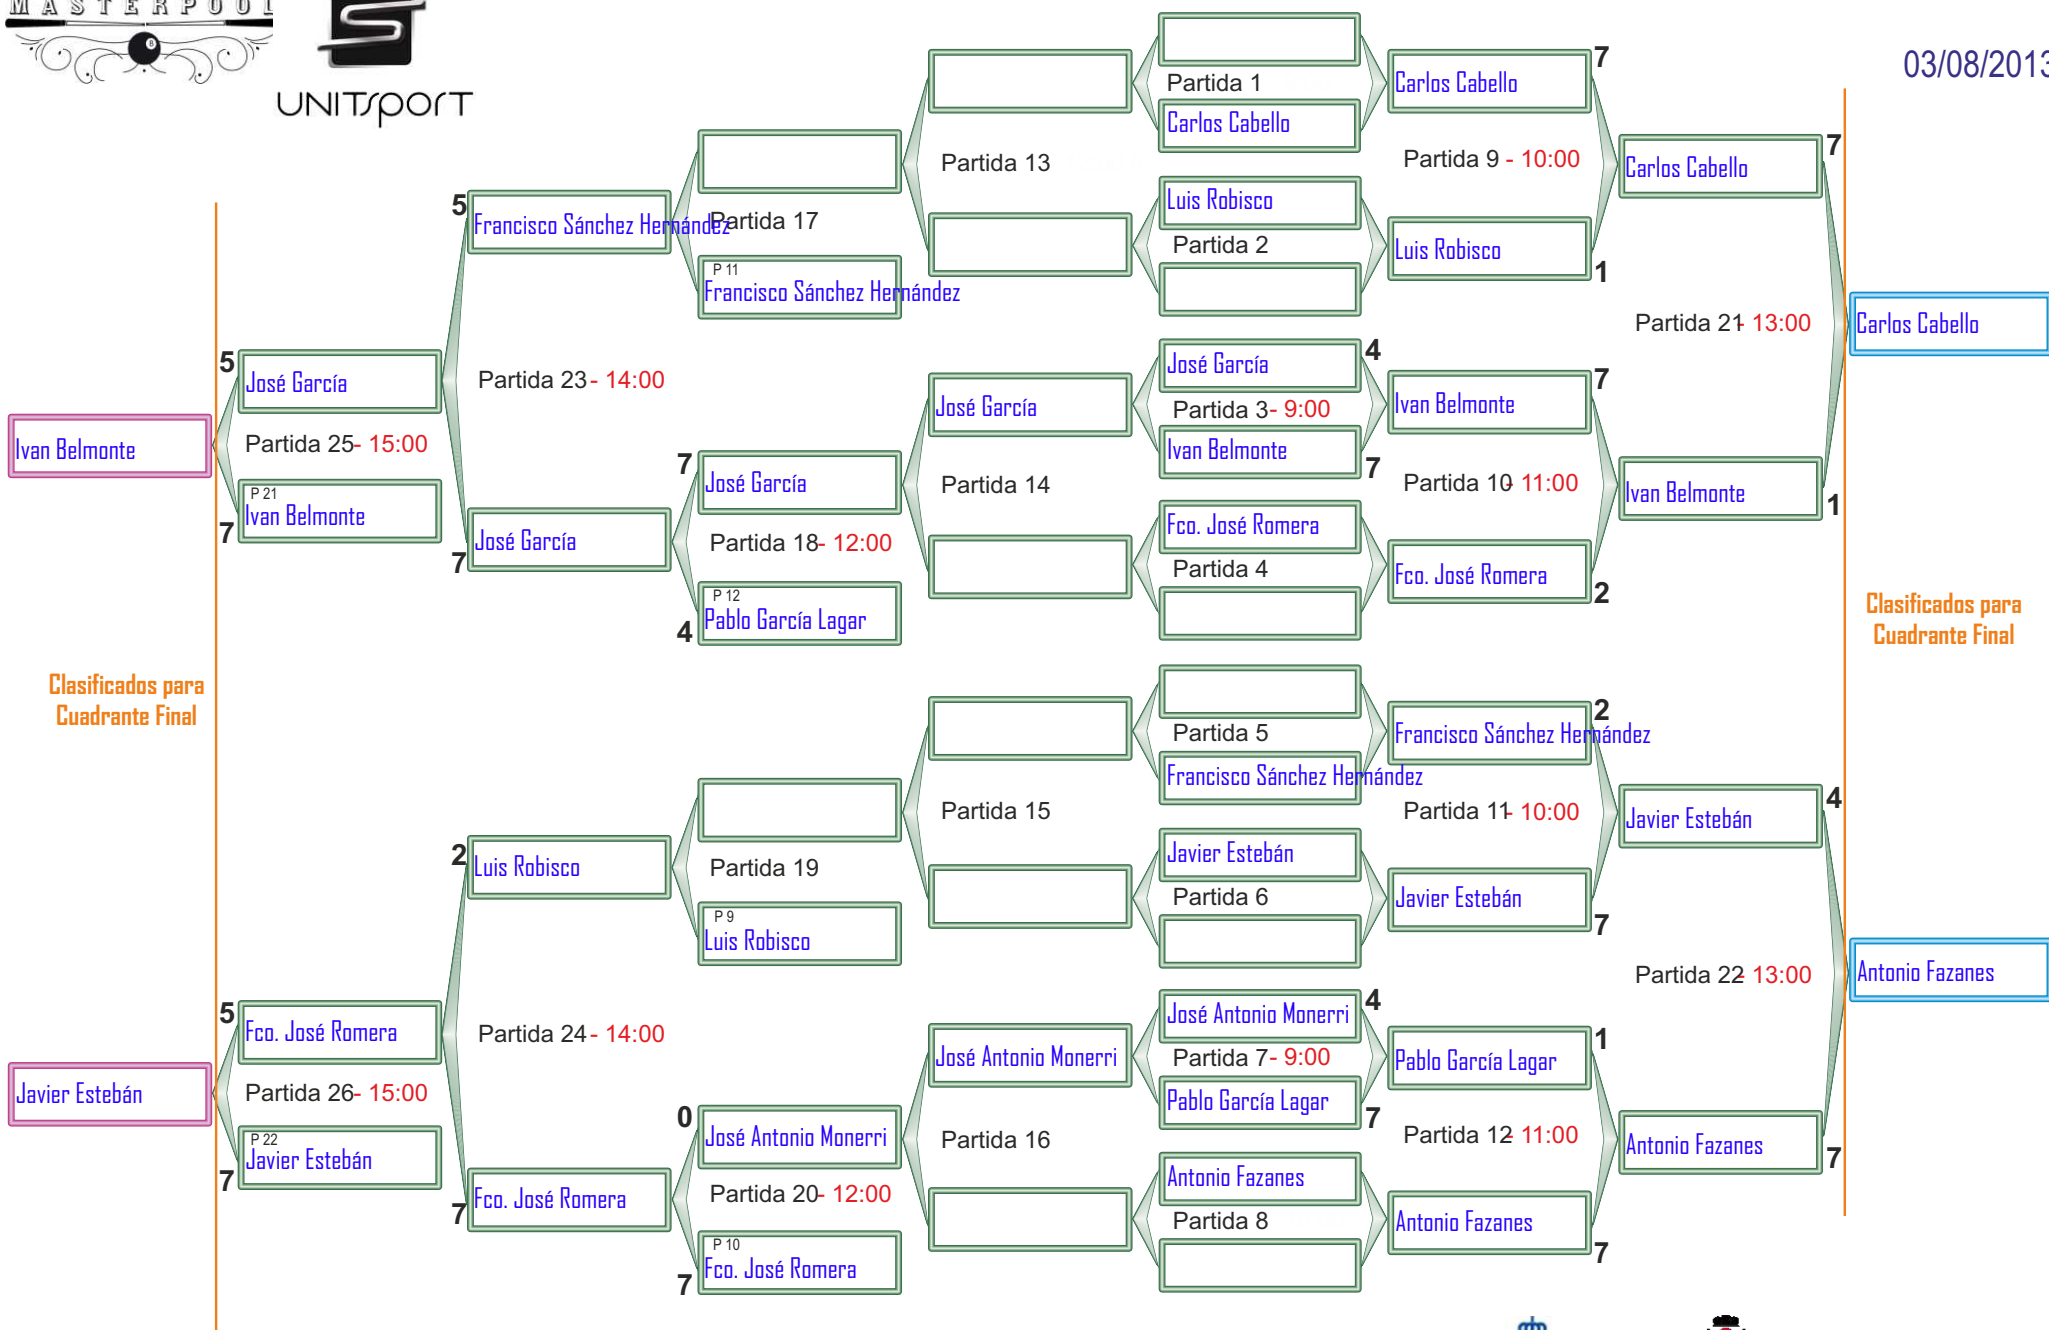 MASTERPOOL
8
UNITSPORT
03/08/2013
Partida 1
Carlos Cabello
7
Carlos Cabello
Partida 9 - 10:00
Luis Robisco
1
Carlos Cabello
7
Partida 13
Luis Robisco
Partida 2
Partida 17
P 11
Francisco Sánchez Hernández
5
Francisco Sánchez Hernández
Partida 21 - 13:00
Carlos Cabello
José García
4
Partida 3 - 9:00
Ivan Belmonte
7
Ivan Belmonte
7
Partida 10 - 11:00
Fco. José Romera
2
Ivan Belmonte
1
José García
Partida 14
Fco. José Romera
Partida 4
5
José García
Partida 23 - 14:00
Ivan Belmonte
Partida 25 - 15:00
P 21
Ivan Belmonte
7
7
José García
Partida 18 - 12:00
P 12
Pablo García Lagar
4
José García
7
Clasificados para
Cuadrante Final
Clasificados para
Cuadrante Final
Partida 5
Francisco Sánchez Hernández
2
Francisco Sánchez Hernández
Partida 11 - 10:00
Javier Estebán
7
Javier Estebán
4
Partida 15
Javier Estebán
Partida 6
2
Luis Robisco
Partida 19
P 9
Luis Robisco
Partida 22 - 13:00
Antonio Fazanes
José Antonio Monerri
4
Partida 7 - 9:00
Pablo García Lagar
7
1
Pablo García Lagar
Partida 12 - 11:00
Antonio Fazanes
7
Antonio Fazanes
7
José Antonio Monerri
Partida 16
Antonio Fazanes
Partida 8
5
Fco. José Romera
Partida 24 - 14:00
Javier Estebán
Partida 26 - 15:00
P 22
Javier Estebán
7
0
José Antonio Monerri
Partida 20 - 12:00
P 10
Fco. José Romera
7
Fco. José Romera
7